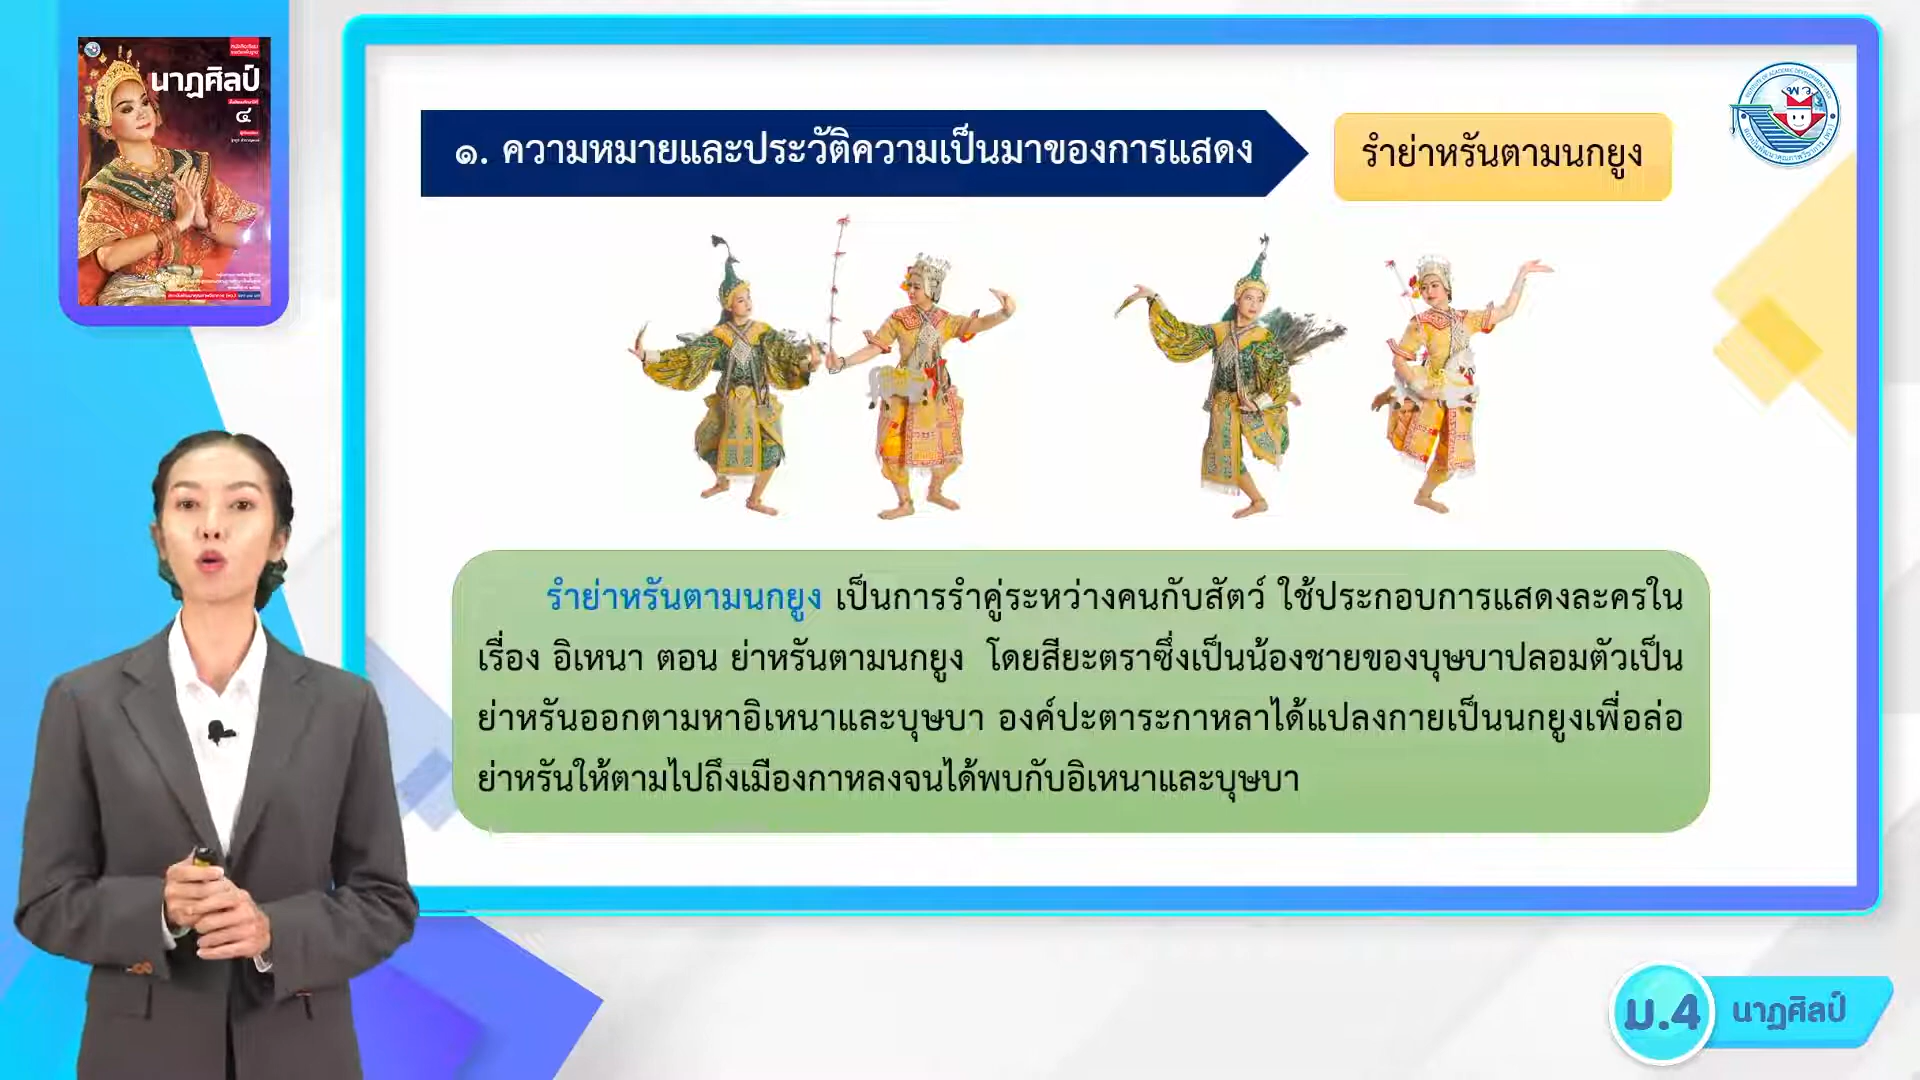 นาฏศิลป์
๔
๑. ความหมายและประวัติความเป็นมาของการแสดง
รำย่าหรันตามนกยูง
พว.
รำย่าหรันตามนกยูง เป็นการรำคู่ระหว่างคนกับสัตว์ ใช้ประกอบการแสดงละครใน
เรื่อง อิเหนา ตอน ย่าหรันตามนกยูง โดยสียะตราซึ่งเป็นน้องชายของบุษบาปลอมตัวเป็น
ย่าหรันออกตามหาอิเหนาและบุษบา องค์ปะตาระกาหลาได้แปลงกายเป็นนกยูงเพื่อล่อ
ย่าหรันให้ตามไปถึงเมืองกาหลงจนได้พบกับอิเหนาและบุษบา
ม.4 นาฏศิลป์